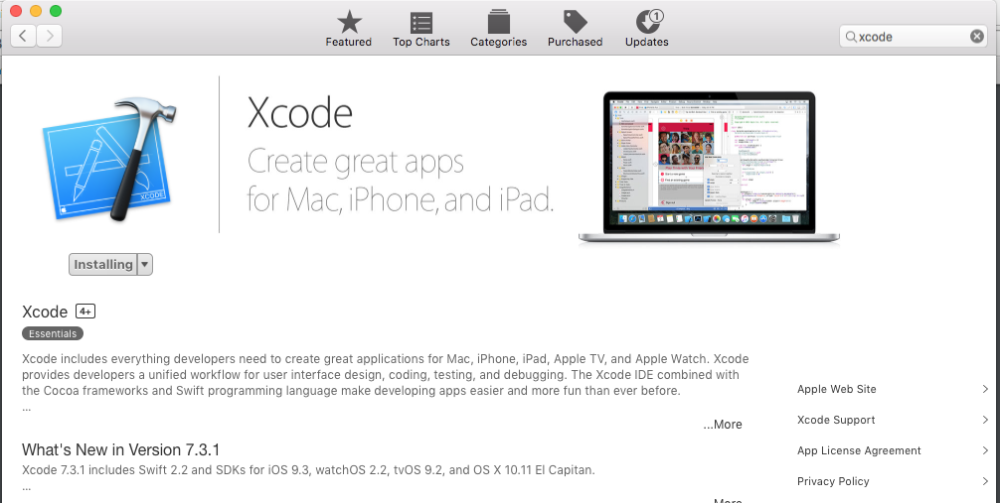 Featured
Top Charts
Categories
Purchased
1
Updates
xcode
XCODE
Xcode
Create great apps
for Mac, iPhone, and iPad.
Installing
Xcode 4+
Essentials
Xcode includes everything developers need to create great applications for Mac, iPhone, iPad, Apple TV, and Apple Watch. Xcode
provides developers a unified workflow for user interface design, coding, testing, and debugging. The Xcode IDE combined with
the Cocoa frameworks and Swift programming language make developing apps easier and more fun than ever before.
...
...More
What's New in Version 7.3.1
Xcode 7.3.1 includes Swift 2.2 and SDKs for iOS 9.3, watchOS 2.2, tvOS 9.2, and OS X 10.11 El Capitan.
...
...More
Apple Web Site
Xcode Support
App License Agreement
Privacy Policy